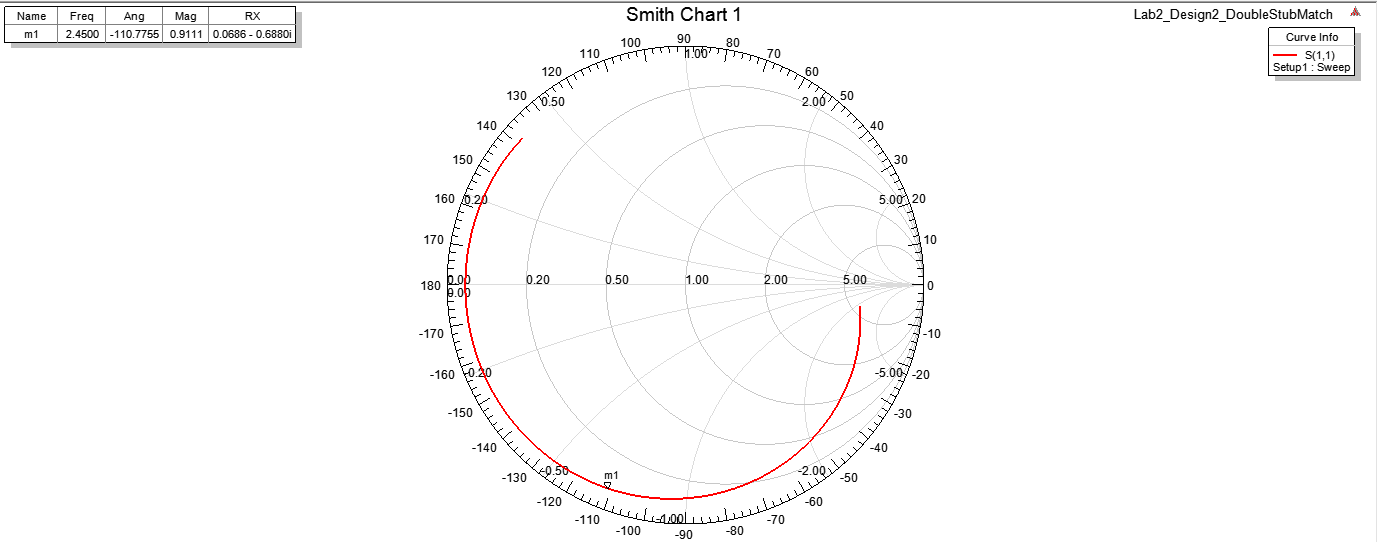 Smith Chart 1
Lab2_Design2_DoubleStubMatch
Name Freq Ang Mag RX
m1 2.4500 -110.7755 0.9111 0.0686 - 0.6880i
Curve Info
S(1,1)
Setup1 : Sweep
90
100 80
1.00
110 70
120 60
130 0.50 2.00 50
140 40
150 30
160 0.20 5.00 20
170 10
180 0.00 0.20 0.50 1.00 2.00 5.00 0
0.00
-170 -10
-160 -0.20 -5.00 -20
-150 -30
-140 -40
-130 -0.50 m1 -2.00 -50
-120 -60
-110 -1.00 -70
-100 -80
-90